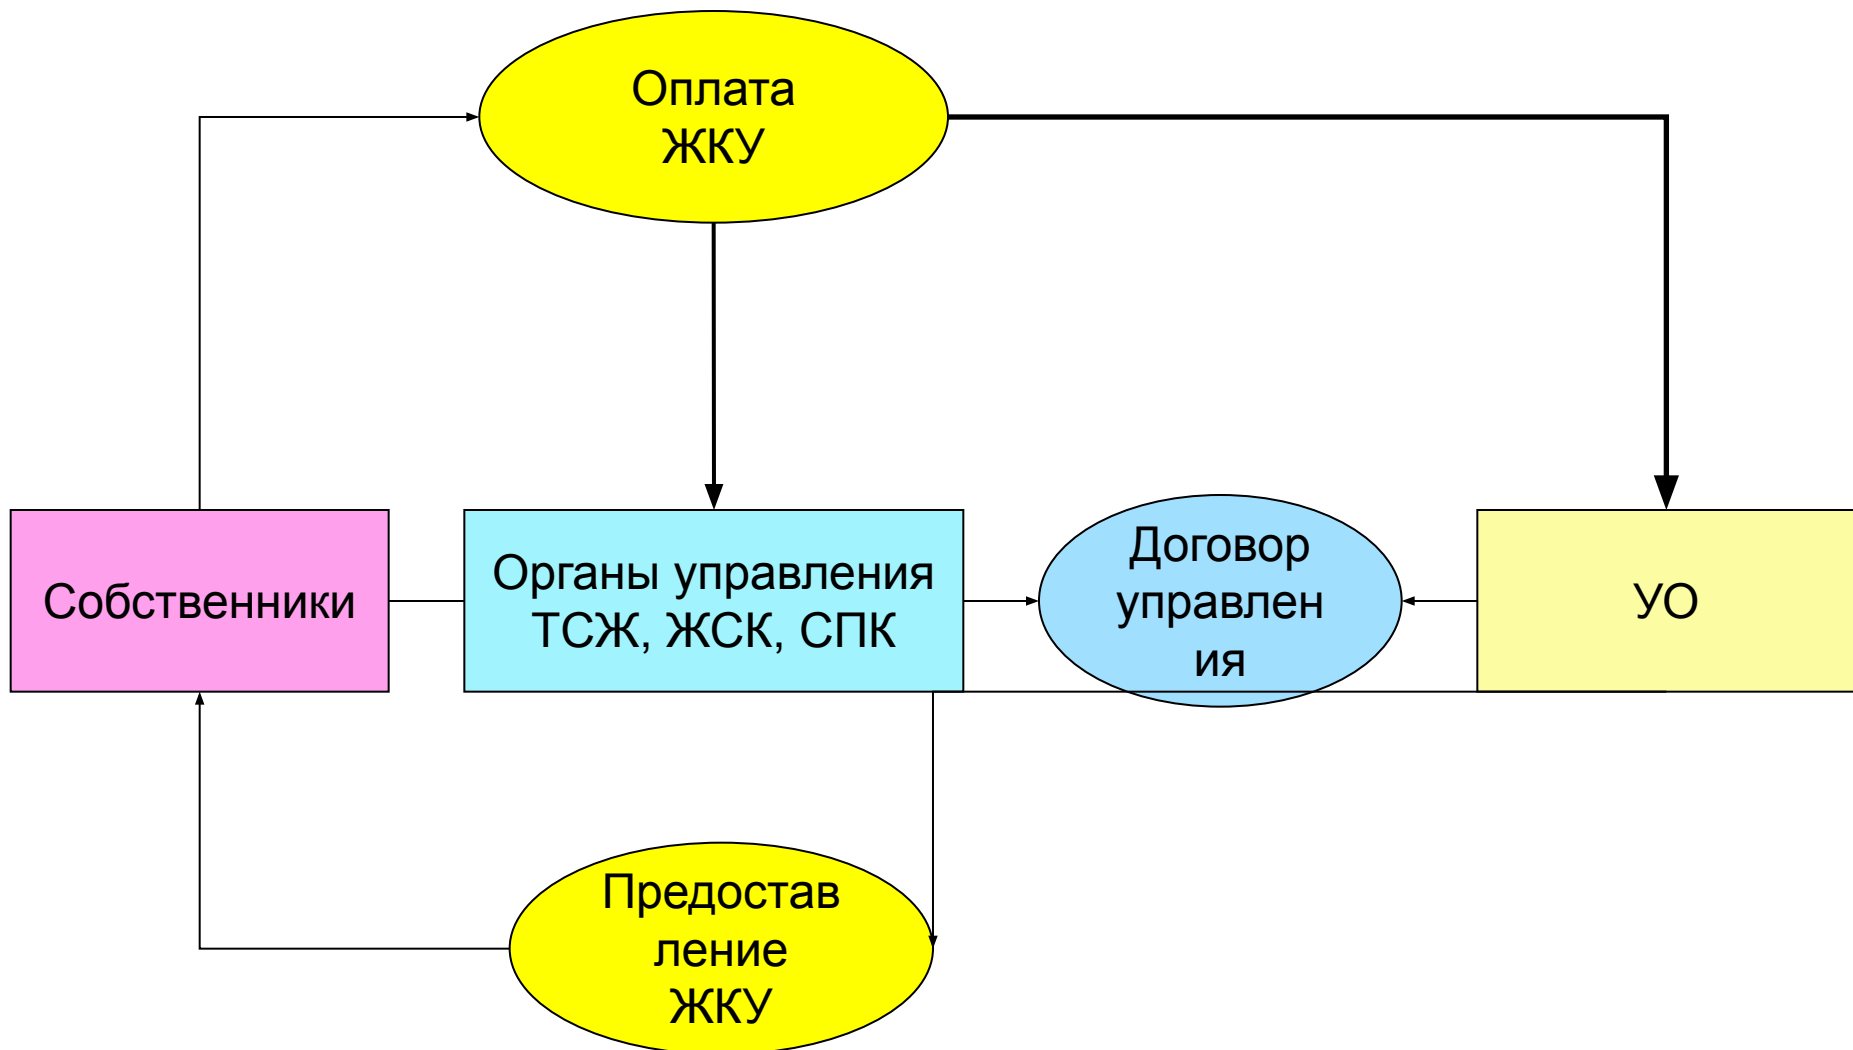 Оплата
ЖКУ
Собственники
Органы управления
ТСЖ, ЖСК, СПК
Договор
управлен
ия
УО
Предостав
ление
ЖКУ